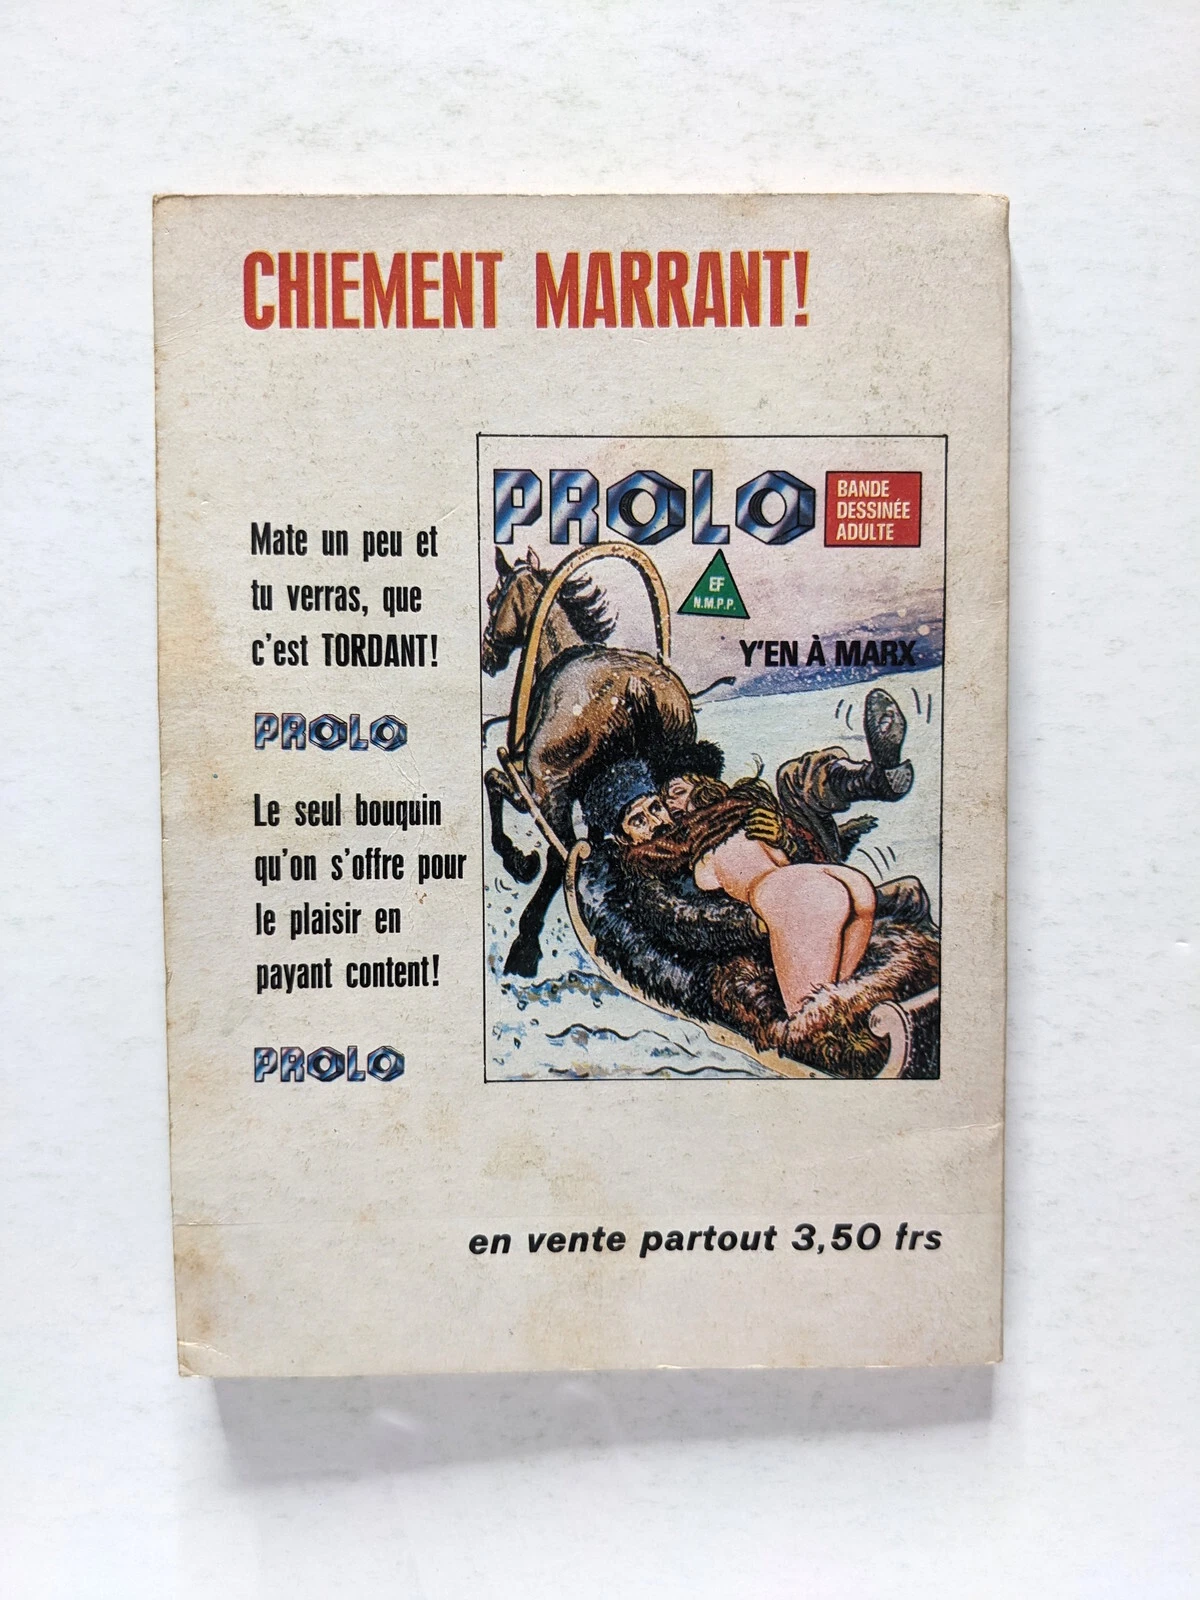 CHIEMENT MARRANT!
Mate un peu et
tu verras, que
c'est TORDANT!
PROLO
Le seul bouquin
qu'on s'offre pour
le plaisir en
payant content!
PROLO
PROLO
BANDE
DESSINÉE
ADULTE
EF
N.M.P.P.
Y'EN À MARX
en vente partout 3,50 frs